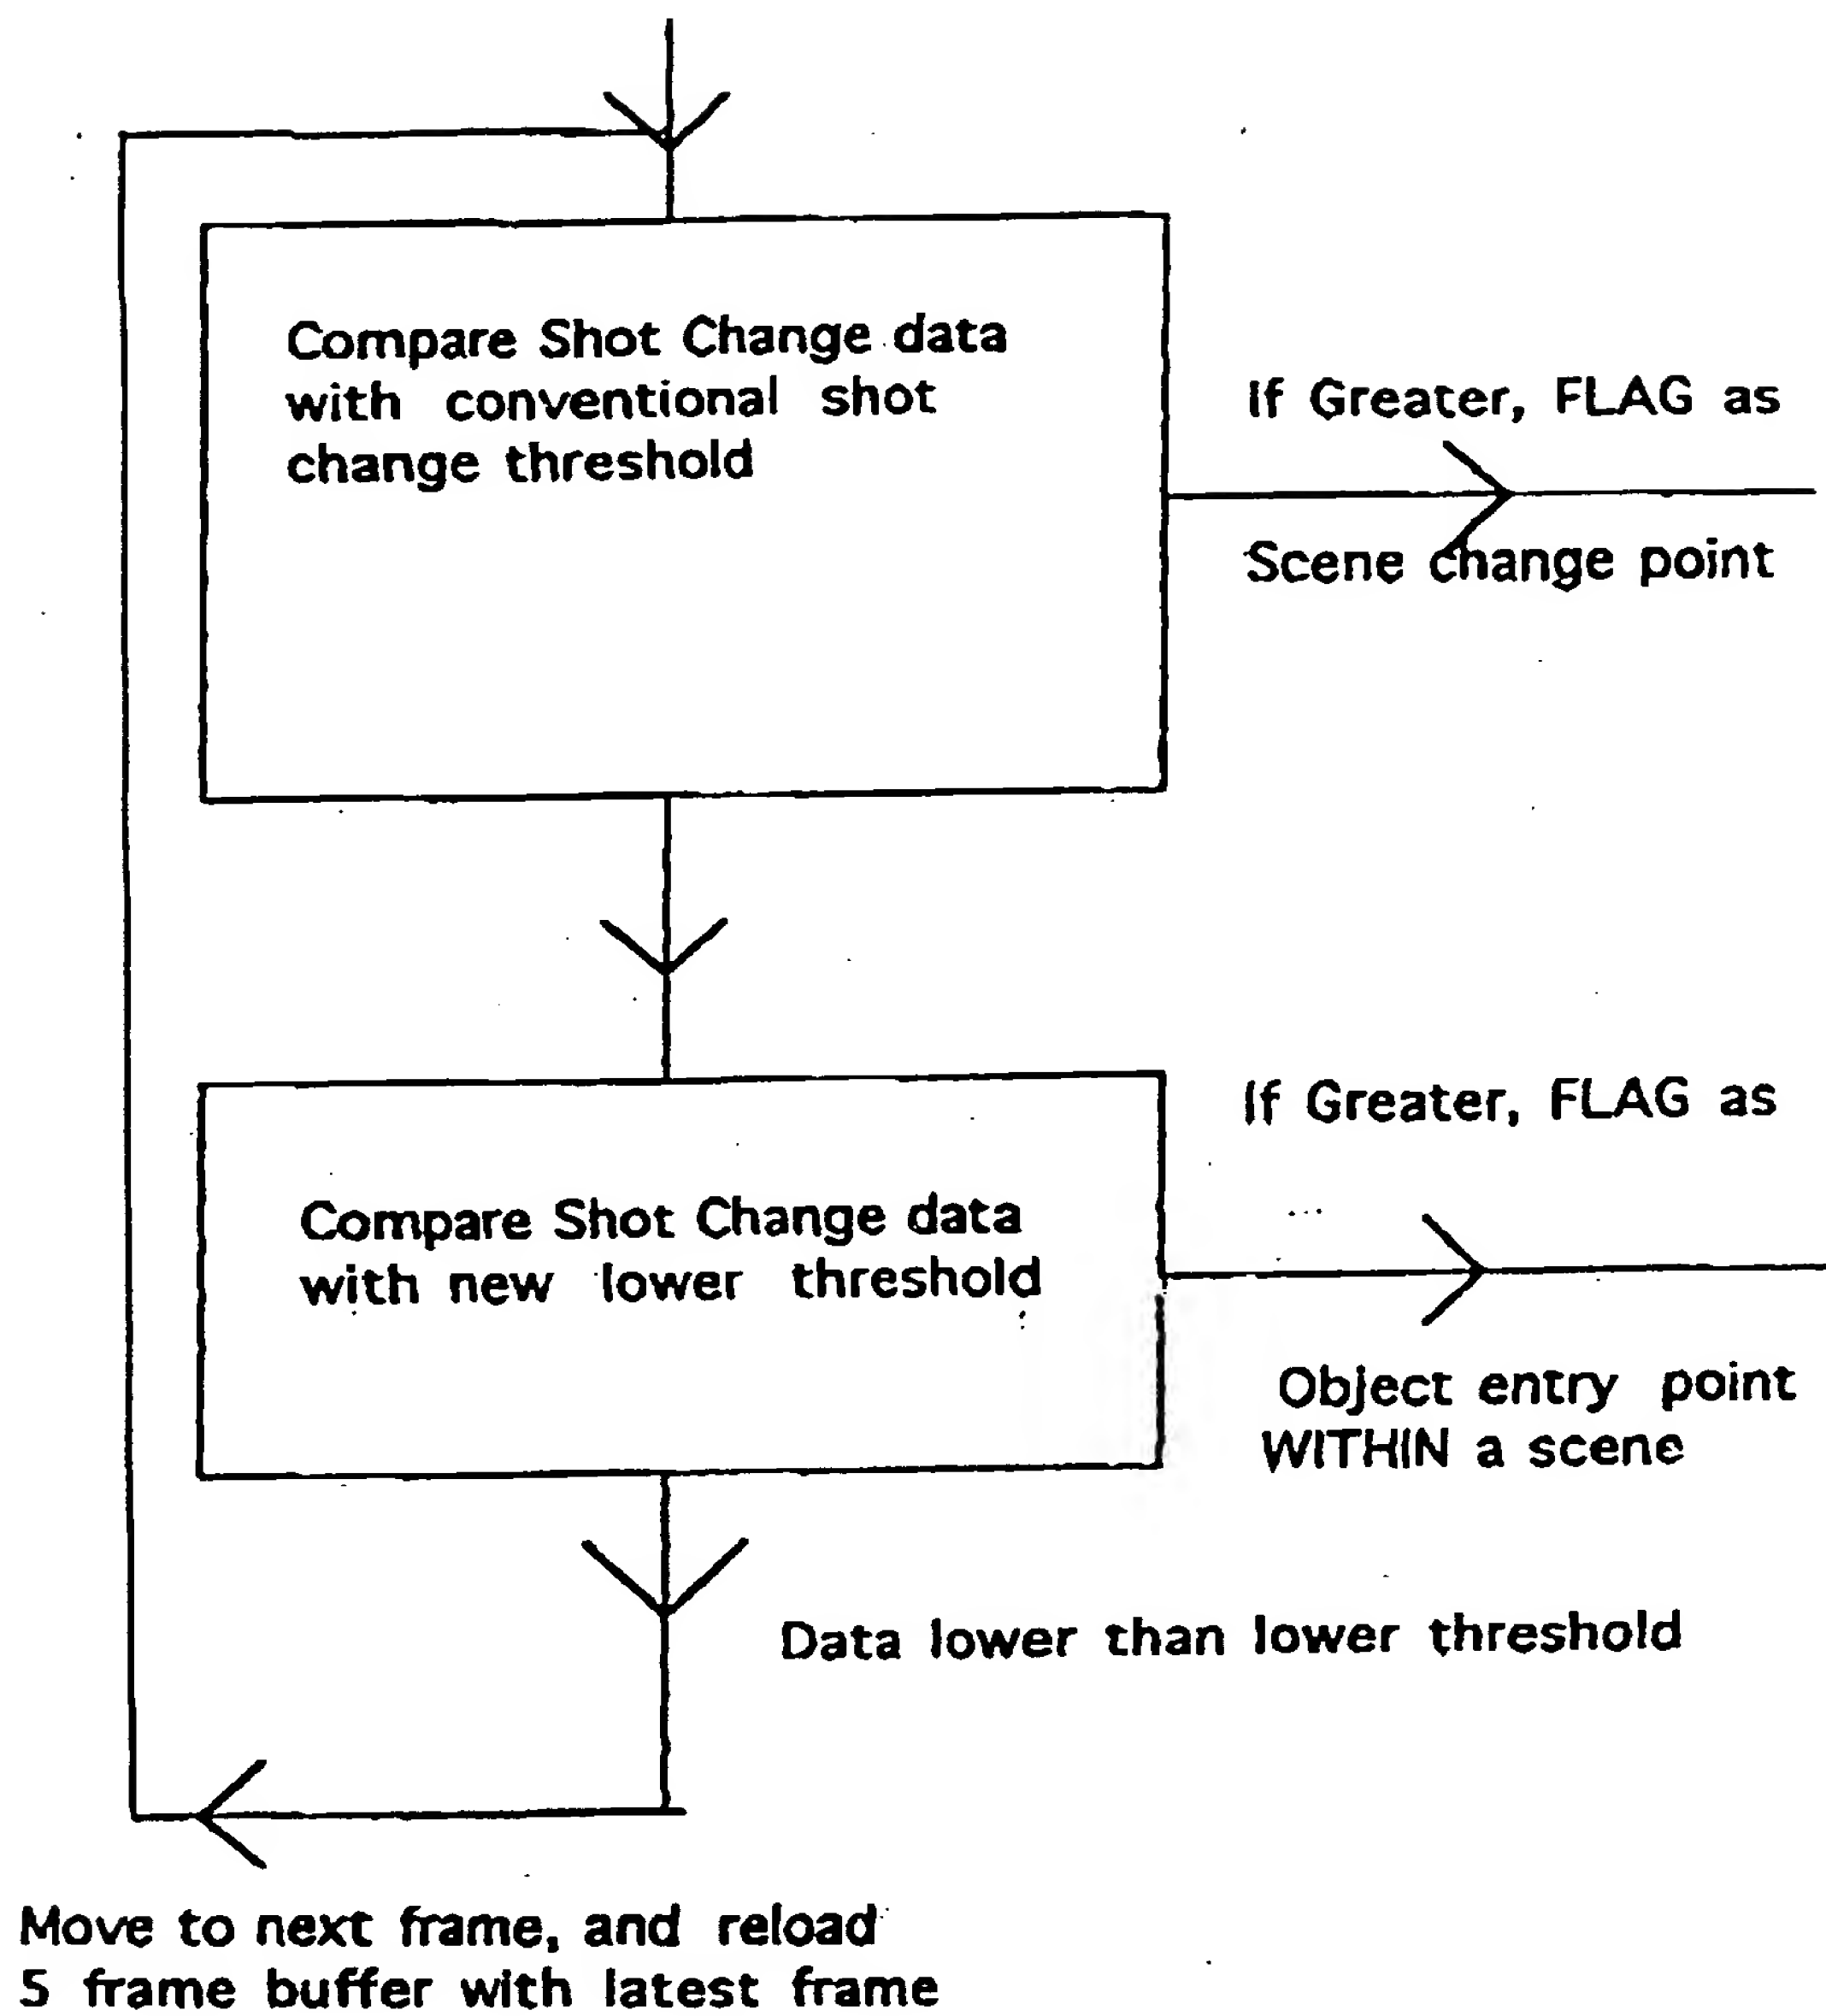 Compare Shot Change data
with conventional shot
change threshold
If Greater, FLAG as
Scene change point
Compare Shot Change data
with new lower threshold
If Greater, FLAG as
Object entry point
WITHIN a scene
Data lower than lower threshold
Move to next frame, and reload
5 frame buffer with latest frame